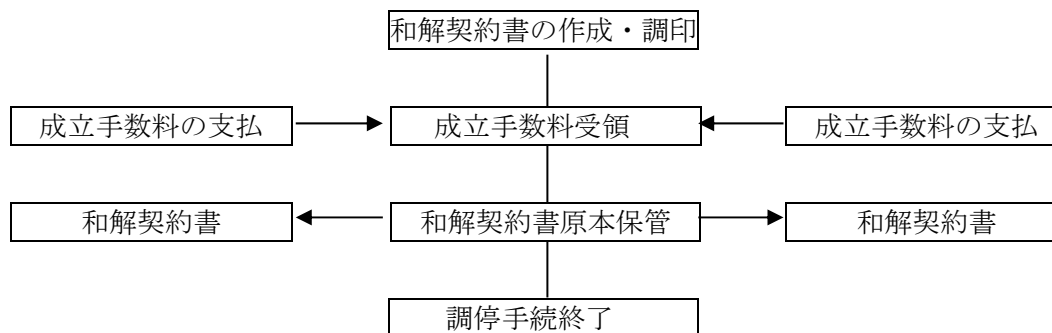 和解契約書の作成・調印
成立手数料の支払
成立手数料受領
成立手数料の支払
和解契約書
和解契約書原本保管
和解契約書
調停手続終了